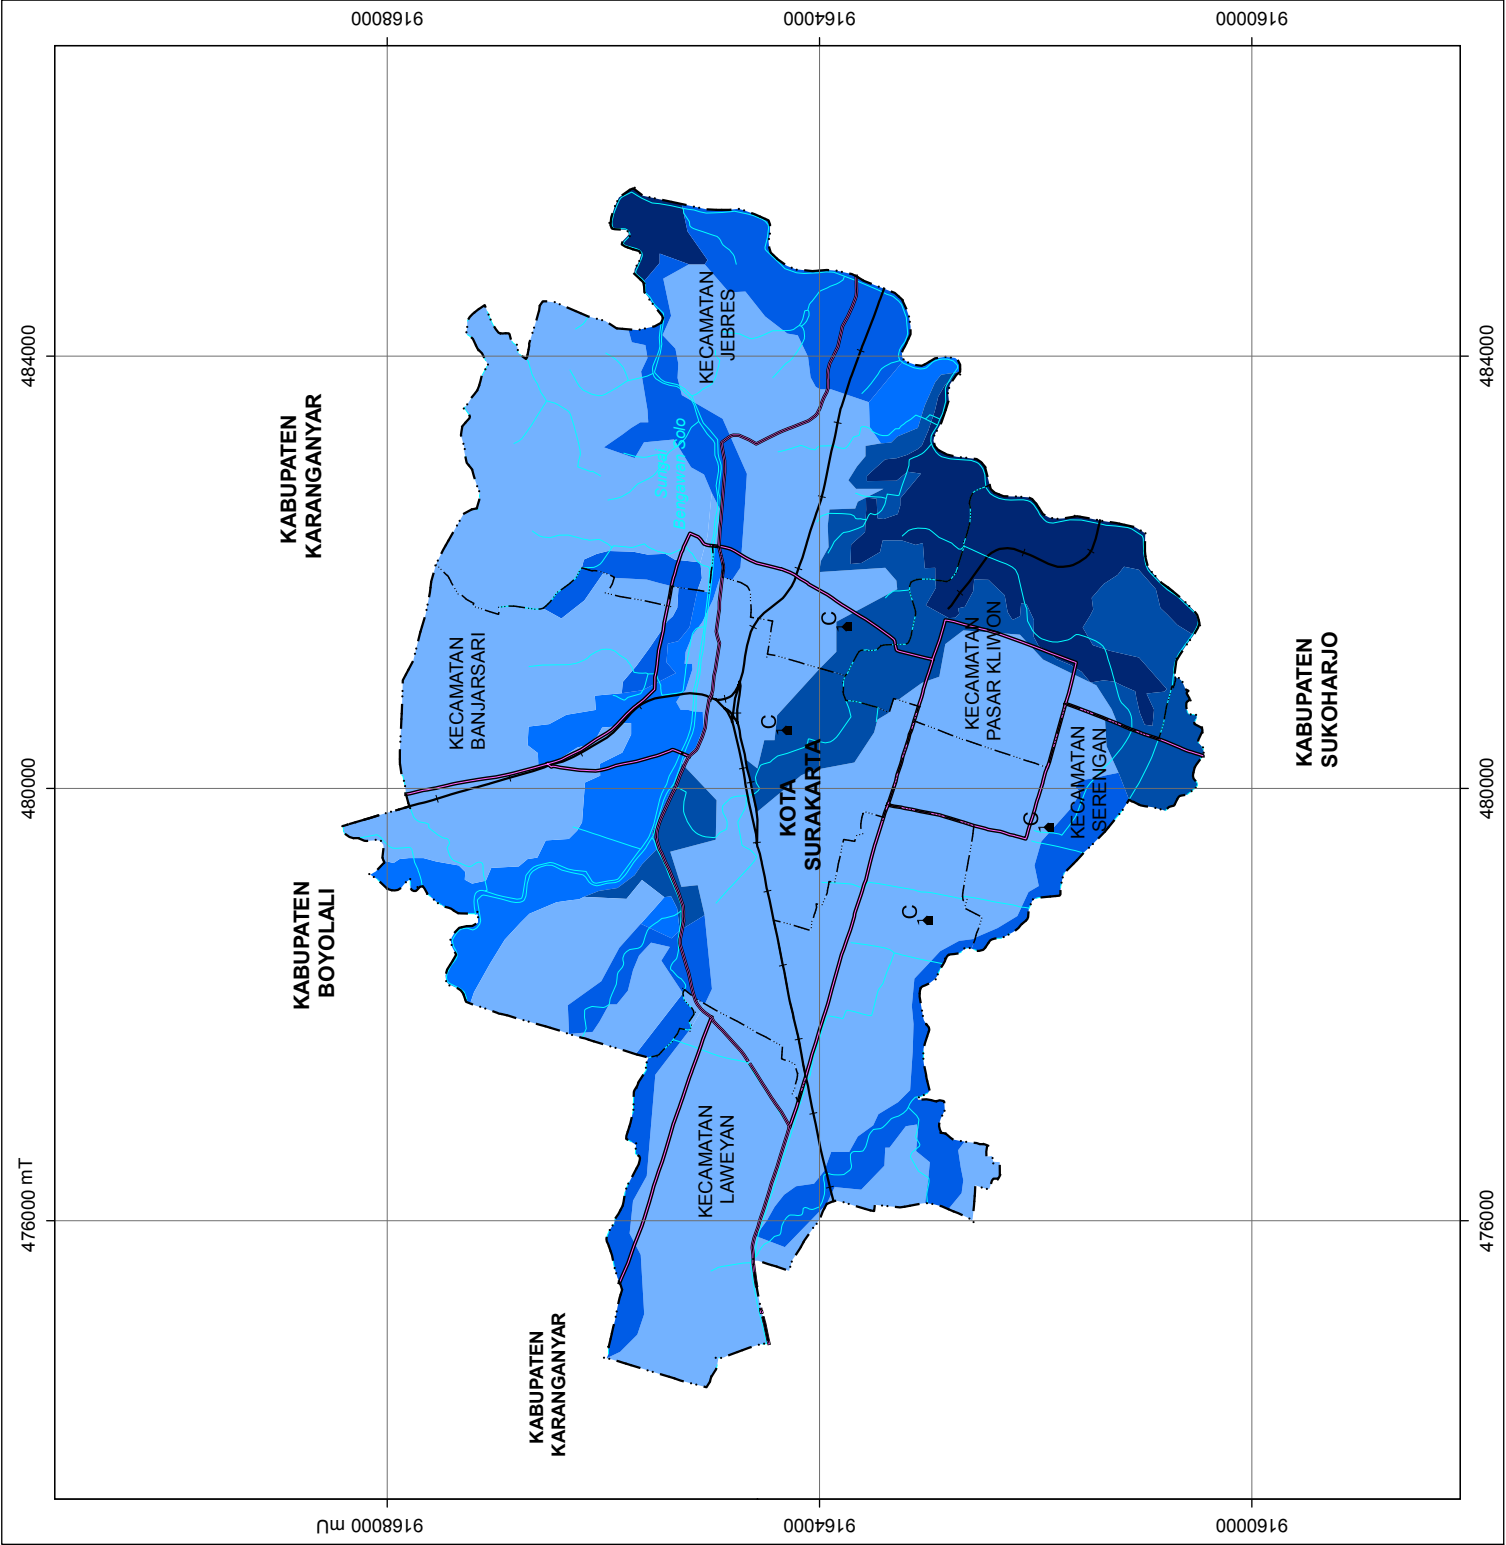 9168000
9164000
9160000
484000
484000
KABUPATEN
KARANGANYAR
KECAMATAN
JEBRES
Sungai
Bengawan Solo
KECAMATAN
BANJARSARI
C
KECAMATAN
PASAR KLIWON
C
KABUPATEN
SUKOHARJO
480000
480000
KOTA
SURAKARTA
KECAMATAN
SERENGAN
C
KABUPATEN
BOYOLALI
C
476000 mT
476000
KECAMATAN
LAWEYAN
KABUPATEN
KARANGANYAR
9168000 mU
9164000
9160000